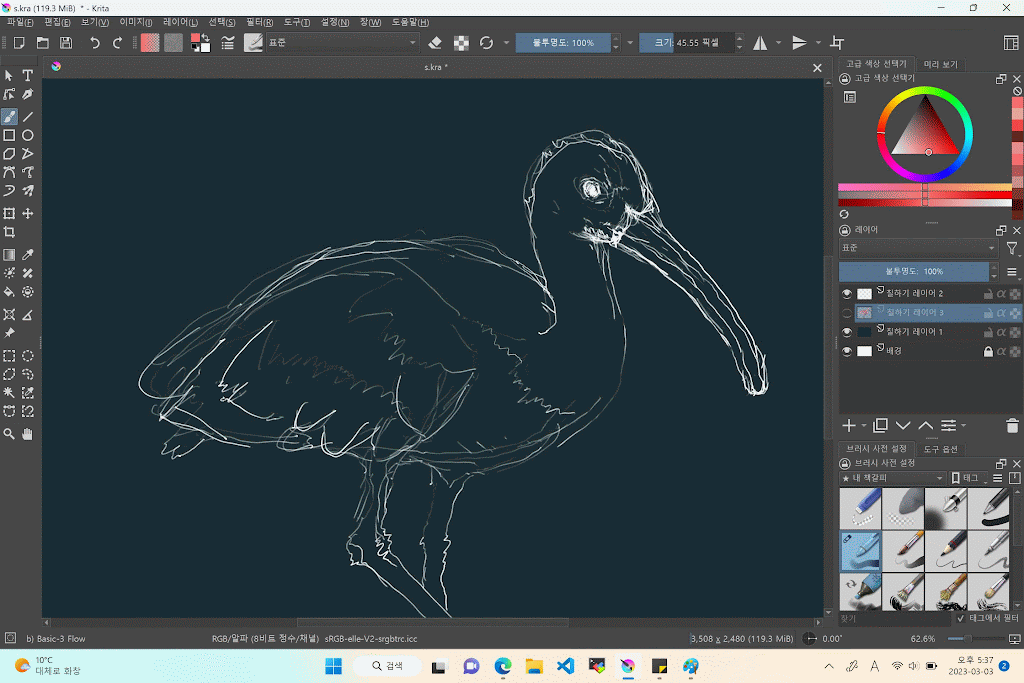 s.kra (119.3 MiB) * - Krita
파일(F) 편집(E) 보기(V) 이미지(I) 레이어(L) 선택(S) 필터(R) 도구(T) 설정(N) 창(W) 도움말(H)
표준 불투명도: 100% 크기: 45.55 픽셀
s.kra *
고급 색상 선택기 미리 보기
고급 색상 선택기
레이어
표준
불투명도: 100%
칠하기 레이어 2
칠하기 레이어 3
칠하기 레이어 1
배경
브러시 사전 설정 도구 옵션
브러시 사전 설정
★ 내 책갈피 태그
찾기 태그에서 필터
b) Basic-3 Flow RGB/알파 (8비트 정수/채널) sRGB-elle-V2-srgbtrc.icc 3,508 x 2,480 (119.3 MiB) 0.00° 62.6%
10°C
대체로 화창
검색
A
오후 5:37
2023-03-03
2